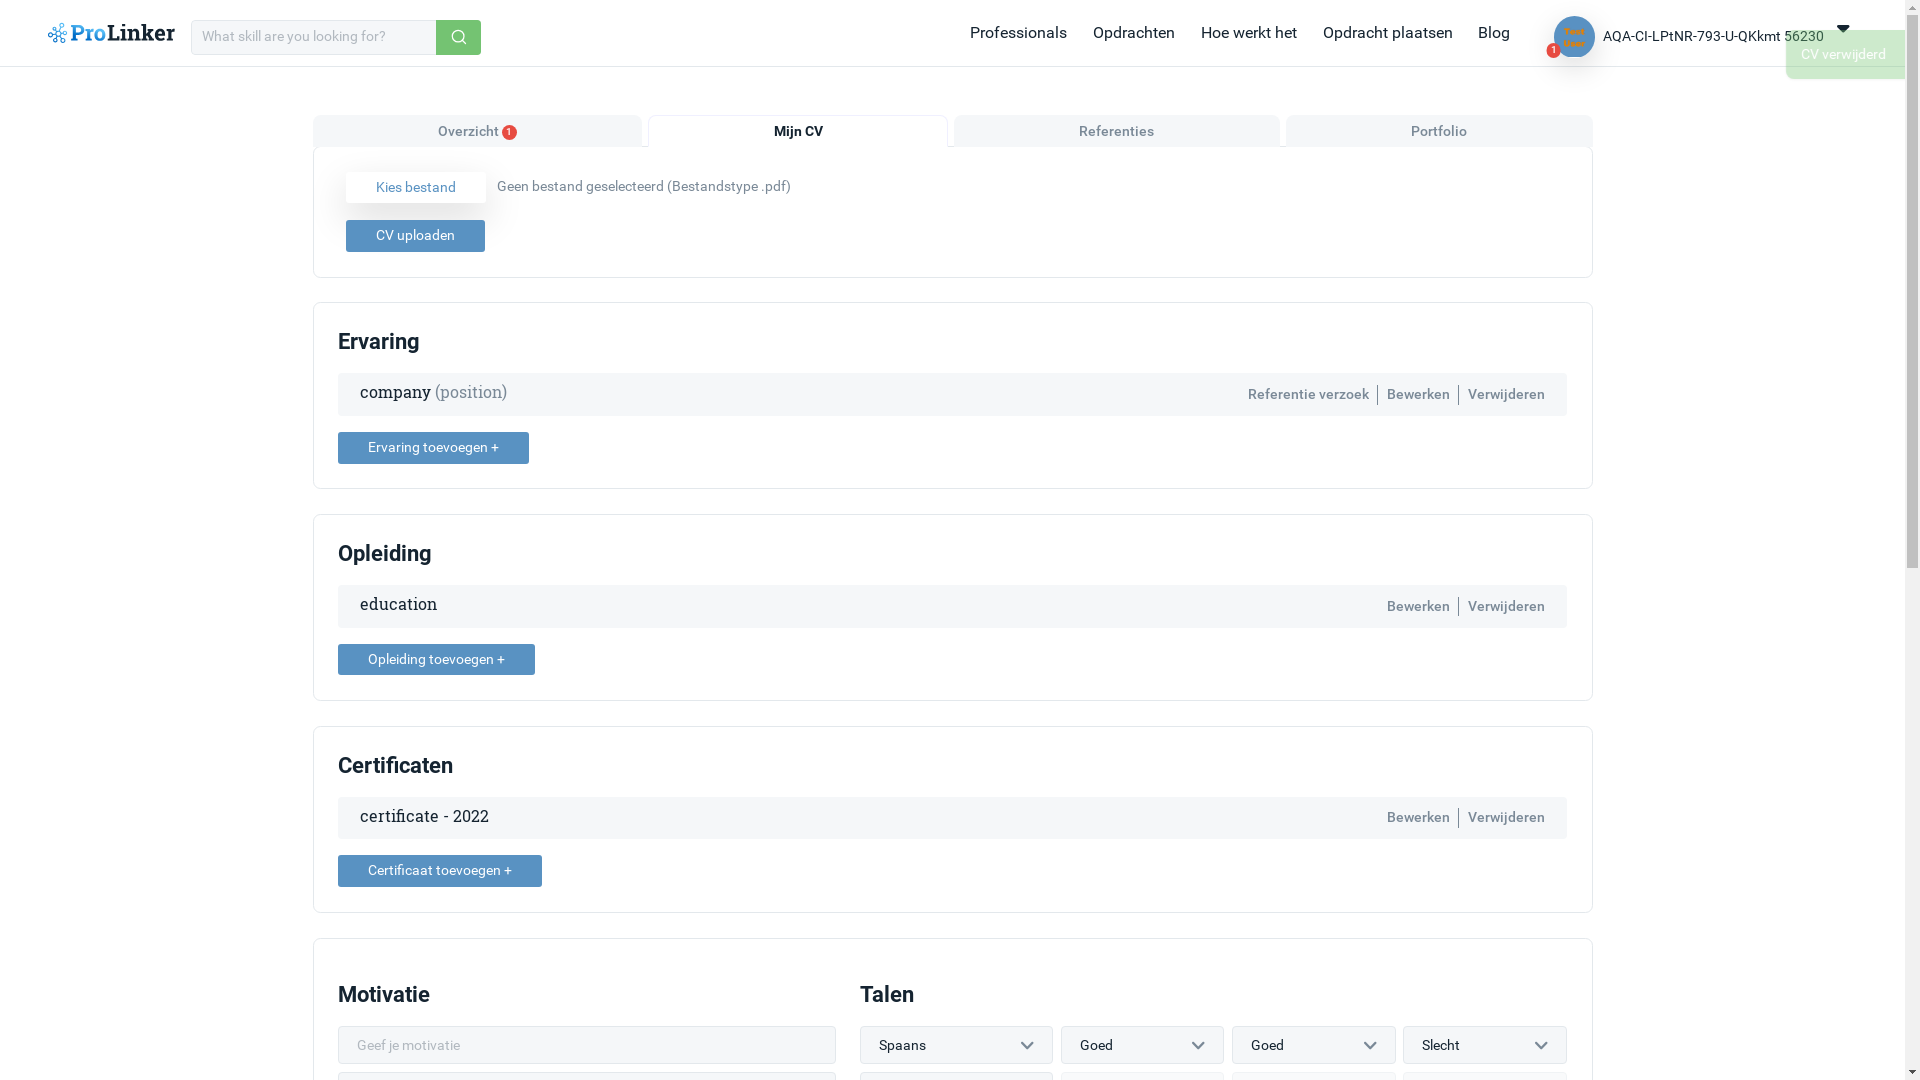 ProLinker
What skill are you looking for?
Professionals
Opdrachten
Hoe werkt het
Opdracht plaatsen
Blog
1
AQA-CI-LPtNR-793-U-QKkmt 56230
CV verwijderd
Overzicht 1
Mijn CV
Referenties
Portfolio
Kies bestand
Geen bestand geselecteerd (Bestandstype .pdf)
CV uploaden
Ervaring
company (position)
Referentie verzoek
Bewerken
Verwijderen
Ervaring toevoegen +
Opleiding
education
Bewerken
Verwijderen
Opleiding toevoegen +
Certificaten
certificate - 2022
Bewerken
Verwijderen
Certificaat toevoegen +
Motivatie
Talen
Geef je motivatie
Spaans
Goed
Goed
Slecht